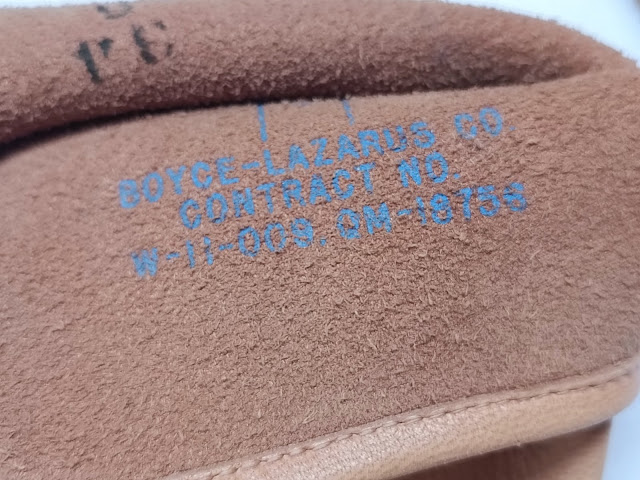 BOYCE-LAZARUS CO.
CONTRACT NO.
W-11-009. QM-18758